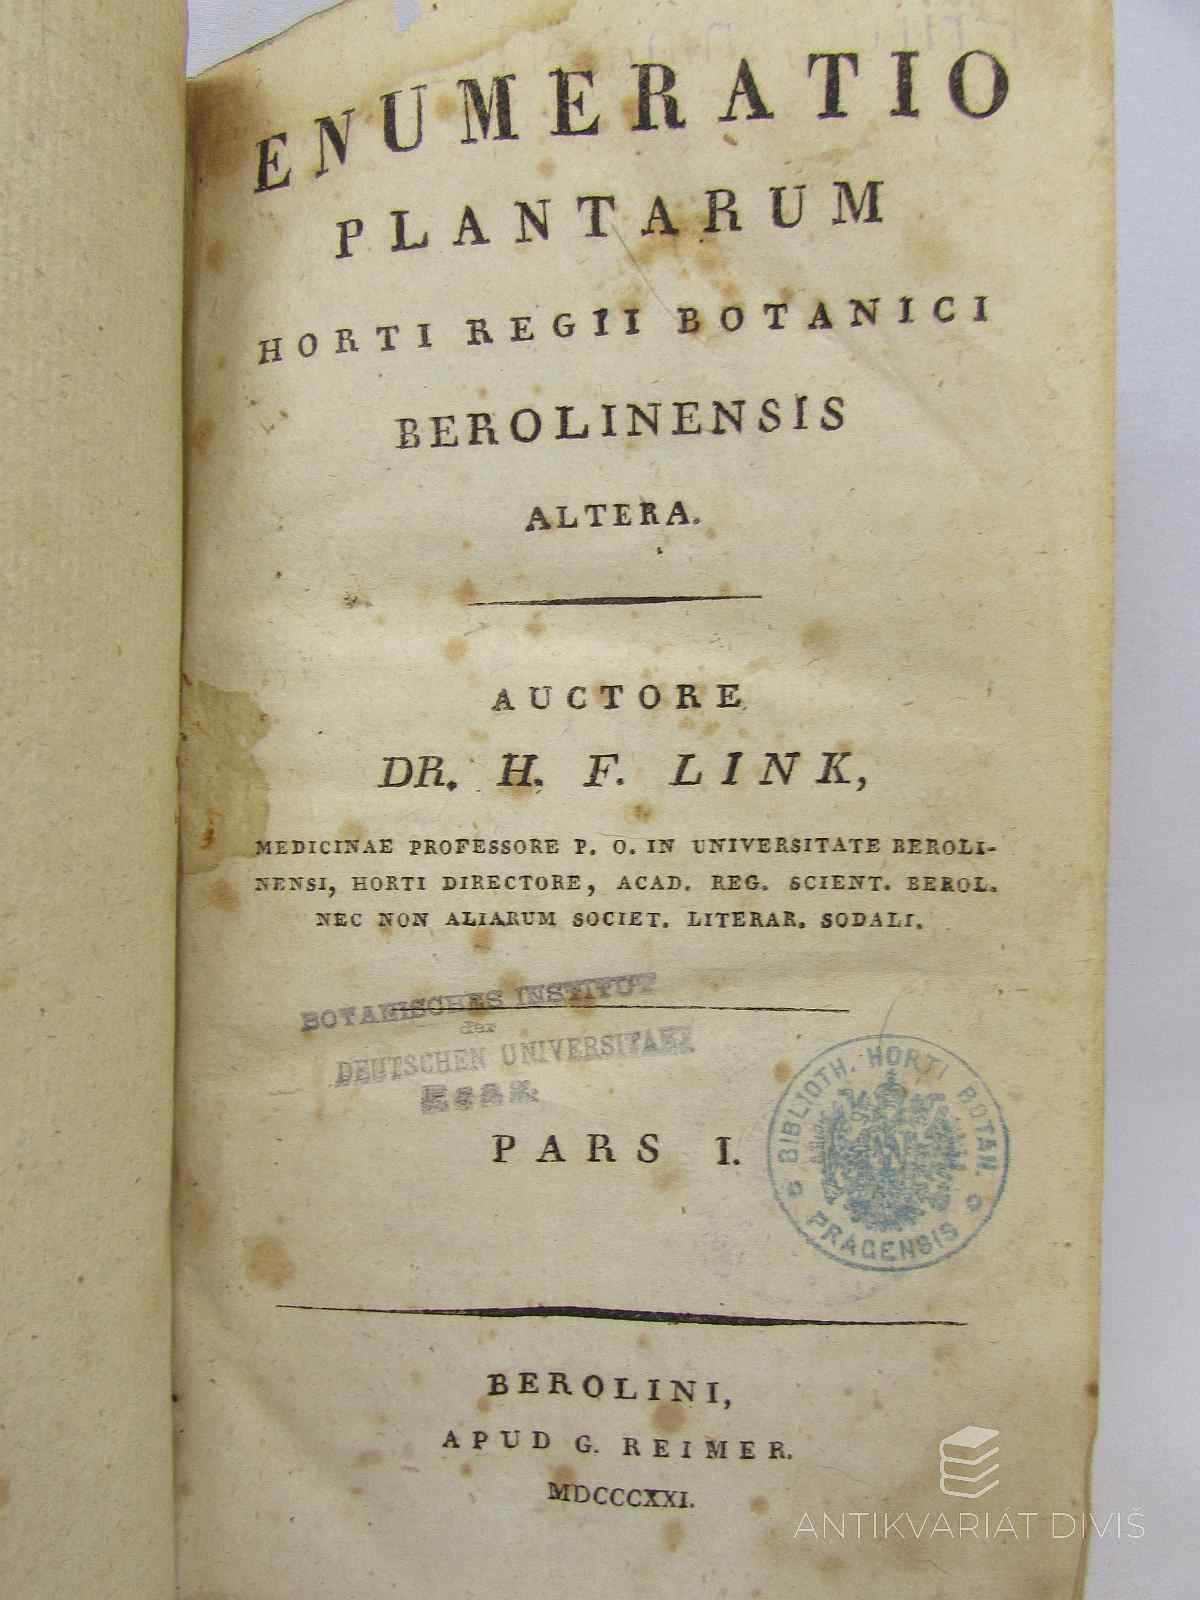 ENUMERATIO
PLANTARUM
HORTI REGII BOTANICI
BEROLINENSIS
ALTERA.
AUCTORE
DR. H. F. LINK,
MEDICINAE PROFESSORE P. O. IN UNIVERSITATE BEROLI-
NENSI, HORTI DIRECTORE, ACAD. REG. SCIENT. BEROL.
NEC NON ALIARUM SOCIET. LITERAR. SODALI.
BOTANISCHES INSTITUT
der
DEUTSCHEN UNIVERSITAET
PARS I.
BIBLIOTH. HORTI BOTAN.
PRAGENSIS
BEROLINI,
APUD G. REIMER.
MDCCCXXI.
ANTIKVARIÁT DIVIŠ